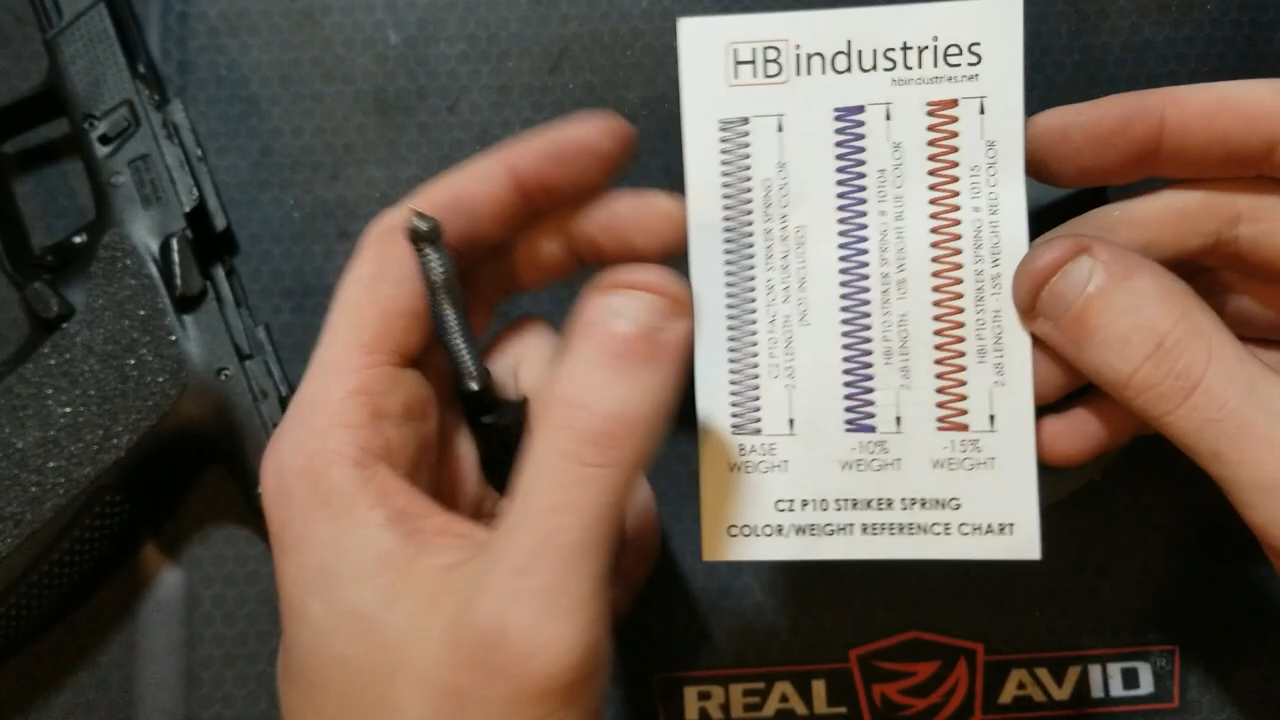 HB industries
hbindustries.net
CZ P10 FACTORY STRIKER SPRING
2.63 LENGTH - NATURAL/RAW COLOR
(NOT INCLUDED)
HBI P10 STRIKER SPRING # 10104
2.68 LENGTH - 10% WEIGHT BLUE COLOR
HBI P10 STRIKER SPRING # 10115
2.68 LENGTH - 15% WEIGHT RED COLOR
BASE WEIGHT
-10% WEIGHT
-15% WEIGHT
CZ P10 STRIKER SPRING
COLOR/WEIGHT REFERENCE CHART
REAL AVID®